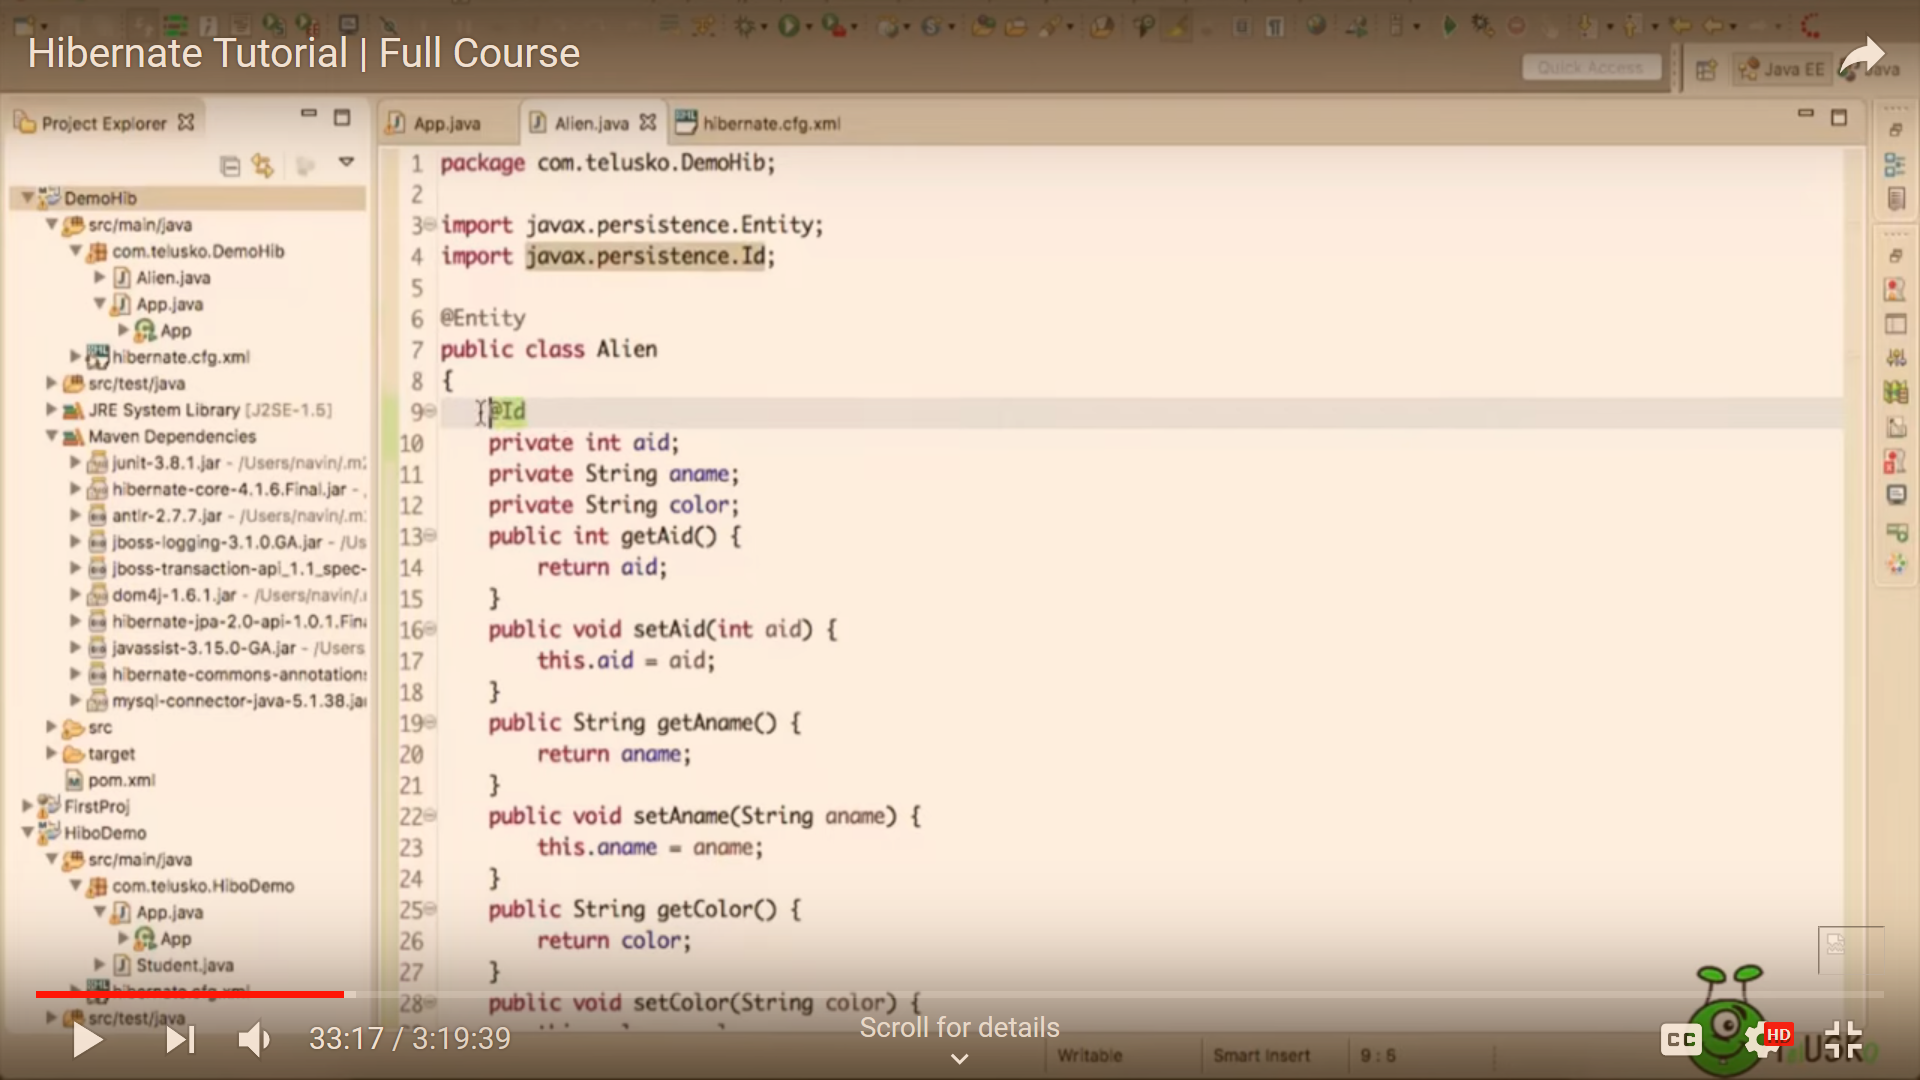 Hibernate Tutorial | Full Course
Quick Access
Java EE
Java
Project Explorer
App.java
Alien.java
hibernate.cfg.xml
DemoHib
src/main/java
com.telusko.DemoHib
Alien.java
App.java
App
hibernate.cfg.xml
src/test/java
JRE System Library [J2SE-1.5]
Maven Dependencies
junit-3.8.1.jar - /Users/navin/.m2
hibernate-core-4.1.6.Final.jar -
antlr-2.7.7.jar - /Users/navin/.m
jboss-logging-3.1.0.GA.jar - /Us
jboss-transaction-api_1.1_spec-
dom4j-1.6.1.jar - /Users/navin/.
hibernate-jpa-2.0-api-1.0.1.Fin
javassist-3.15.0-GA.jar - /Users
hibernate-commons-annotation
mysql-connector-java-5.1.38.ja
src
target
pom.xml
FirstProj
HiboDemo
src/main/java
com.telusko.HiboDemo
App.java
App
Student.java
hibernate.cfg.xml
src/test/java
1 package com.telusko.DemoHib;
2
3 import javax.persistence.Entity;
4 import javax.persistence.Id;
5
6 @Entity
7 public class Alien
8 {
9 @Id
10 private int aid;
11 private String aname;
12 private String color;
13 public int getAid() {
14 return aid;
15 }
16 public void setAid(int aid) {
17 this.aid = aid;
18 }
19 public String getAname() {
20 return aname;
21 }
22 public void setAname(String aname) {
23 this.aname = aname;
24 }
25 public String getColor() {
26 return color;
27 }
28 public void setColor(String color) {
33:17 / 3:19:39
Scroll for details
Writable
Smart Insert
9 : 5
CC
HD